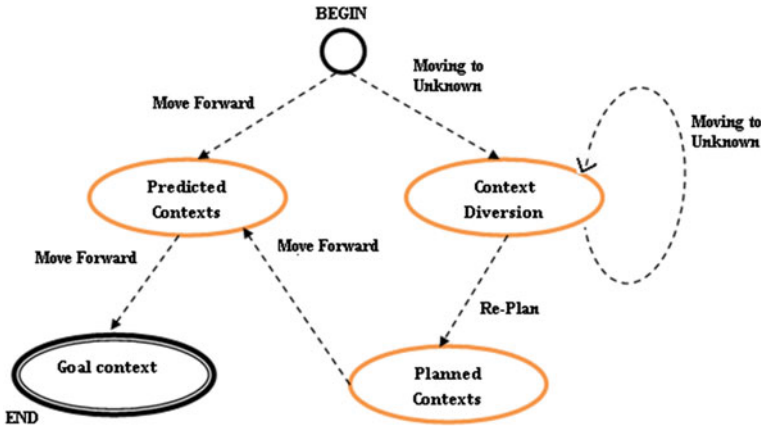 BEGIN
Moving to
Unknown
Move Forward
Moving to
Unknown
Predicted
Contexts
Context
Diversion
Move Forward
Move Forward
Re-Plan
Goal context
Planned
Contexts
END